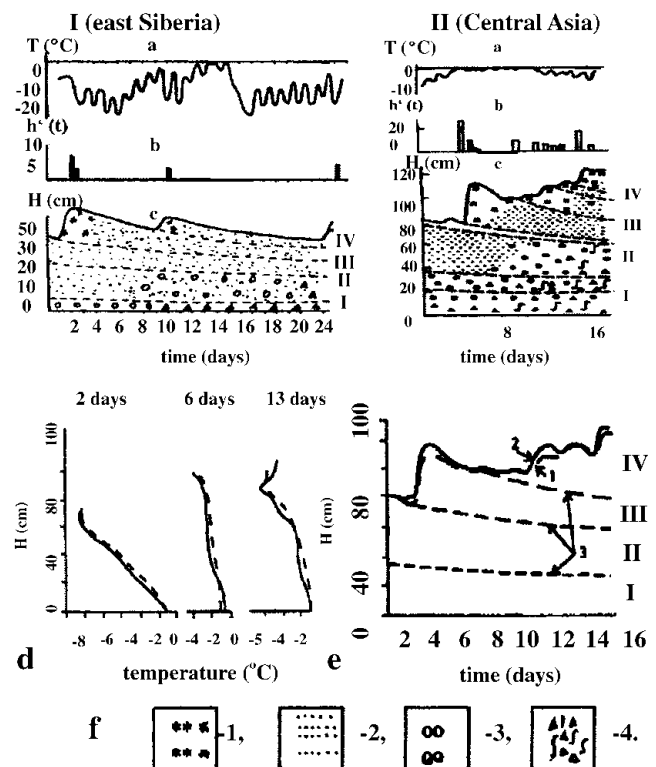 I (east Siberia)
II (Central Asia)
T (°C)
a
0
-10
-20
h‘ (t)
b
10
5
H (cm)
c
50
30
20
10
0
IV
III
II
I
2 4 6 8 10 12 14 16 18 20 21 24
time (days)
T (°C)
a
0
-10
b
20
0
H (cm)
c
120
100
80
60
40
20
0
IV
III
II
I
8 16
time (days)
2 days 6 days 13 days
H (cm)
100
80
40
0
-8 -6 -4 -2 0
-4 -2 0
-5 -4 -2
d
temperature (°C)
H (cm)
100
80
40
0
2
1
3
IV
III
II
I
2 4 6 8 10 12 14 16
e
time (days)
f
-1, -2, -3, -4.